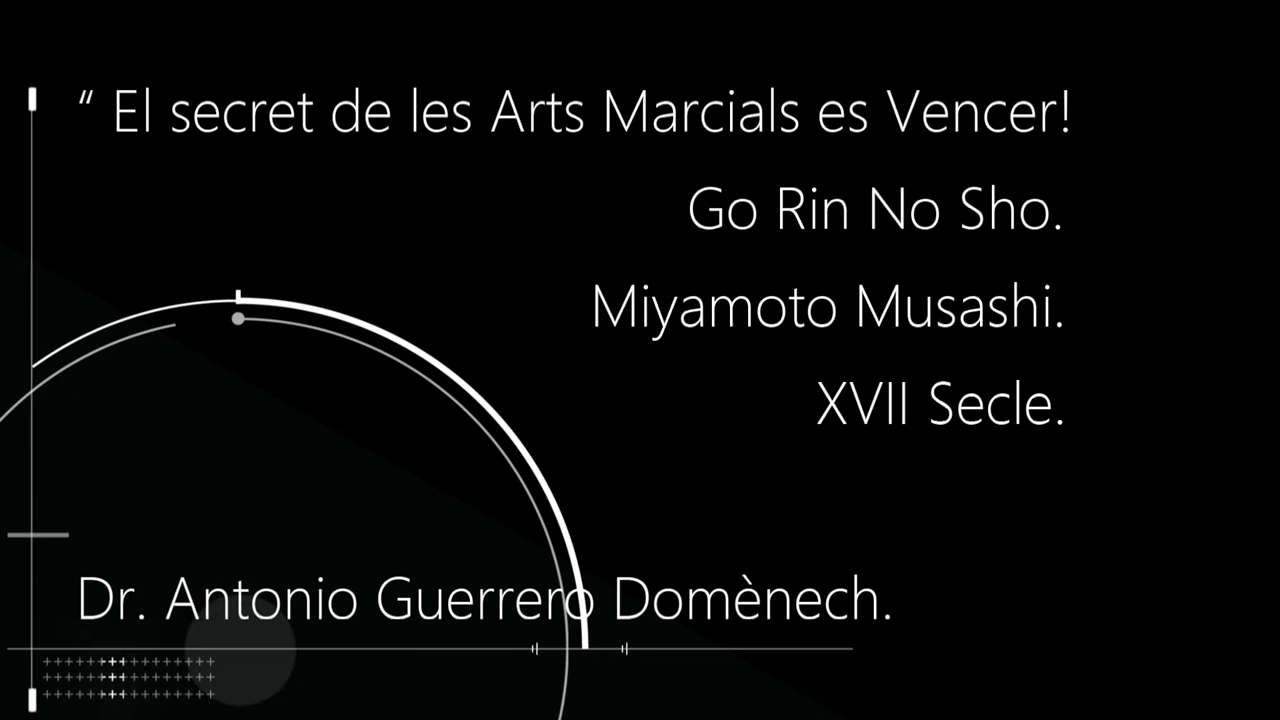 “ El secret de les Arts Marcials es Vencer!
Go Rin No Sho.
Miyamoto Musashi.
XVII Secle.
Dr. Antonio Guerrero Domènech.